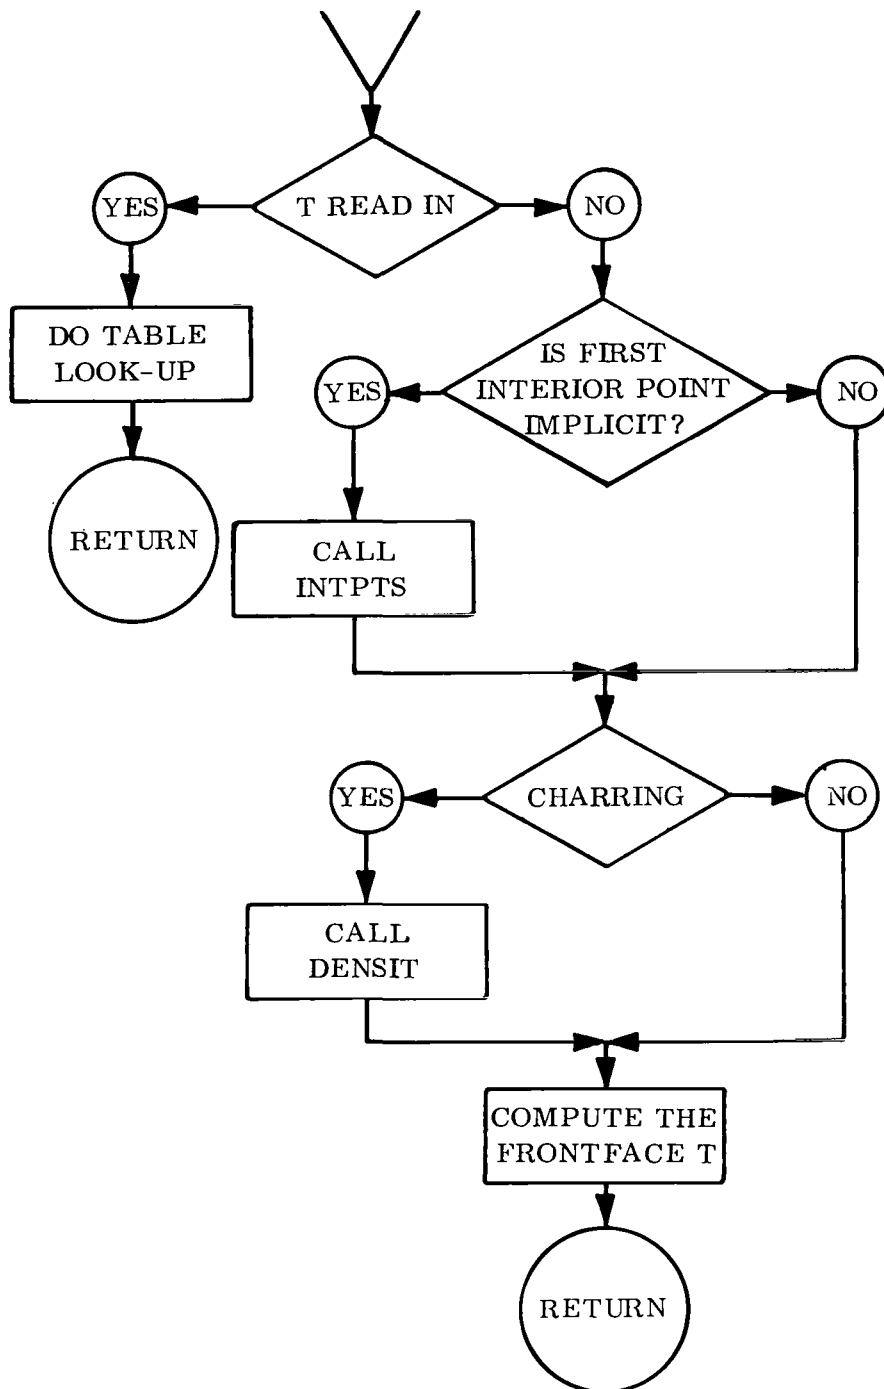 T READ IN
YES
NO
DO TABLE
LOOK-UP
RETURN
IS FIRST
INTERIOR POINT
IMPLICIT?
YES
NO
CALL
INTPTS
CHARRING
YES
NO
CALL
DENSIT
COMPUTE THE
FRONTFACE T
RETURN